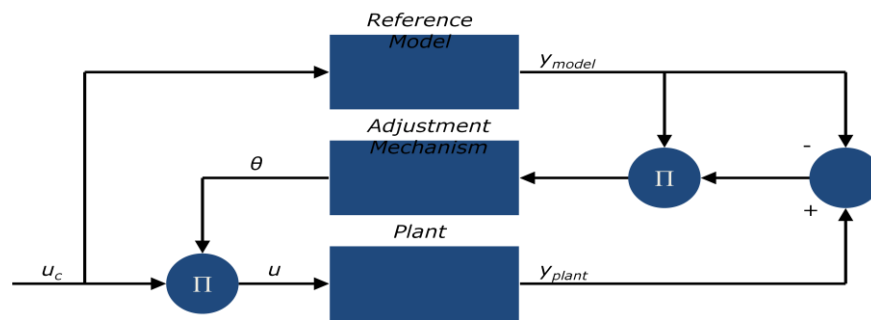 Reference
Model
y_model
Adjustment
Mechanism
-
θ
Π
+
Plant
u_c
Π
u
y_plant